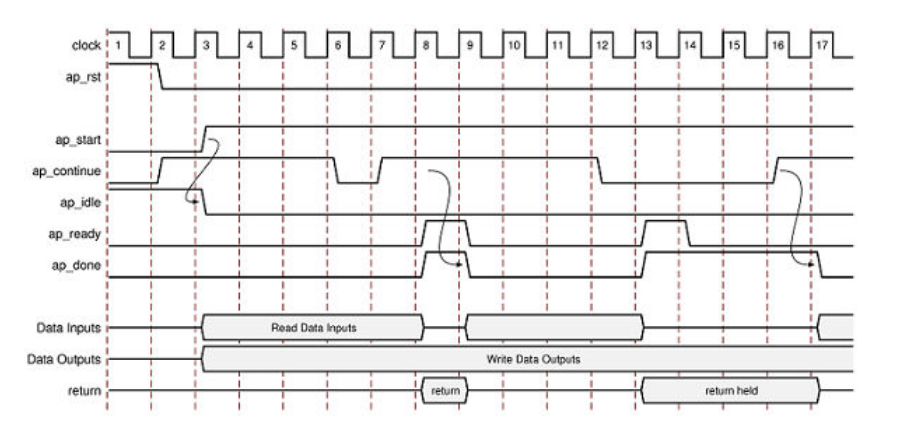 clock 1 2 3 4 5 6 7 8 9 10 11 12 13 14 15 16 17
ap_rst
ap_start
ap_continue
ap_idle
ap_ready
ap_done
Data Inputs Read Data Inputs
Data Outputs Write Data Outputs
return return return held